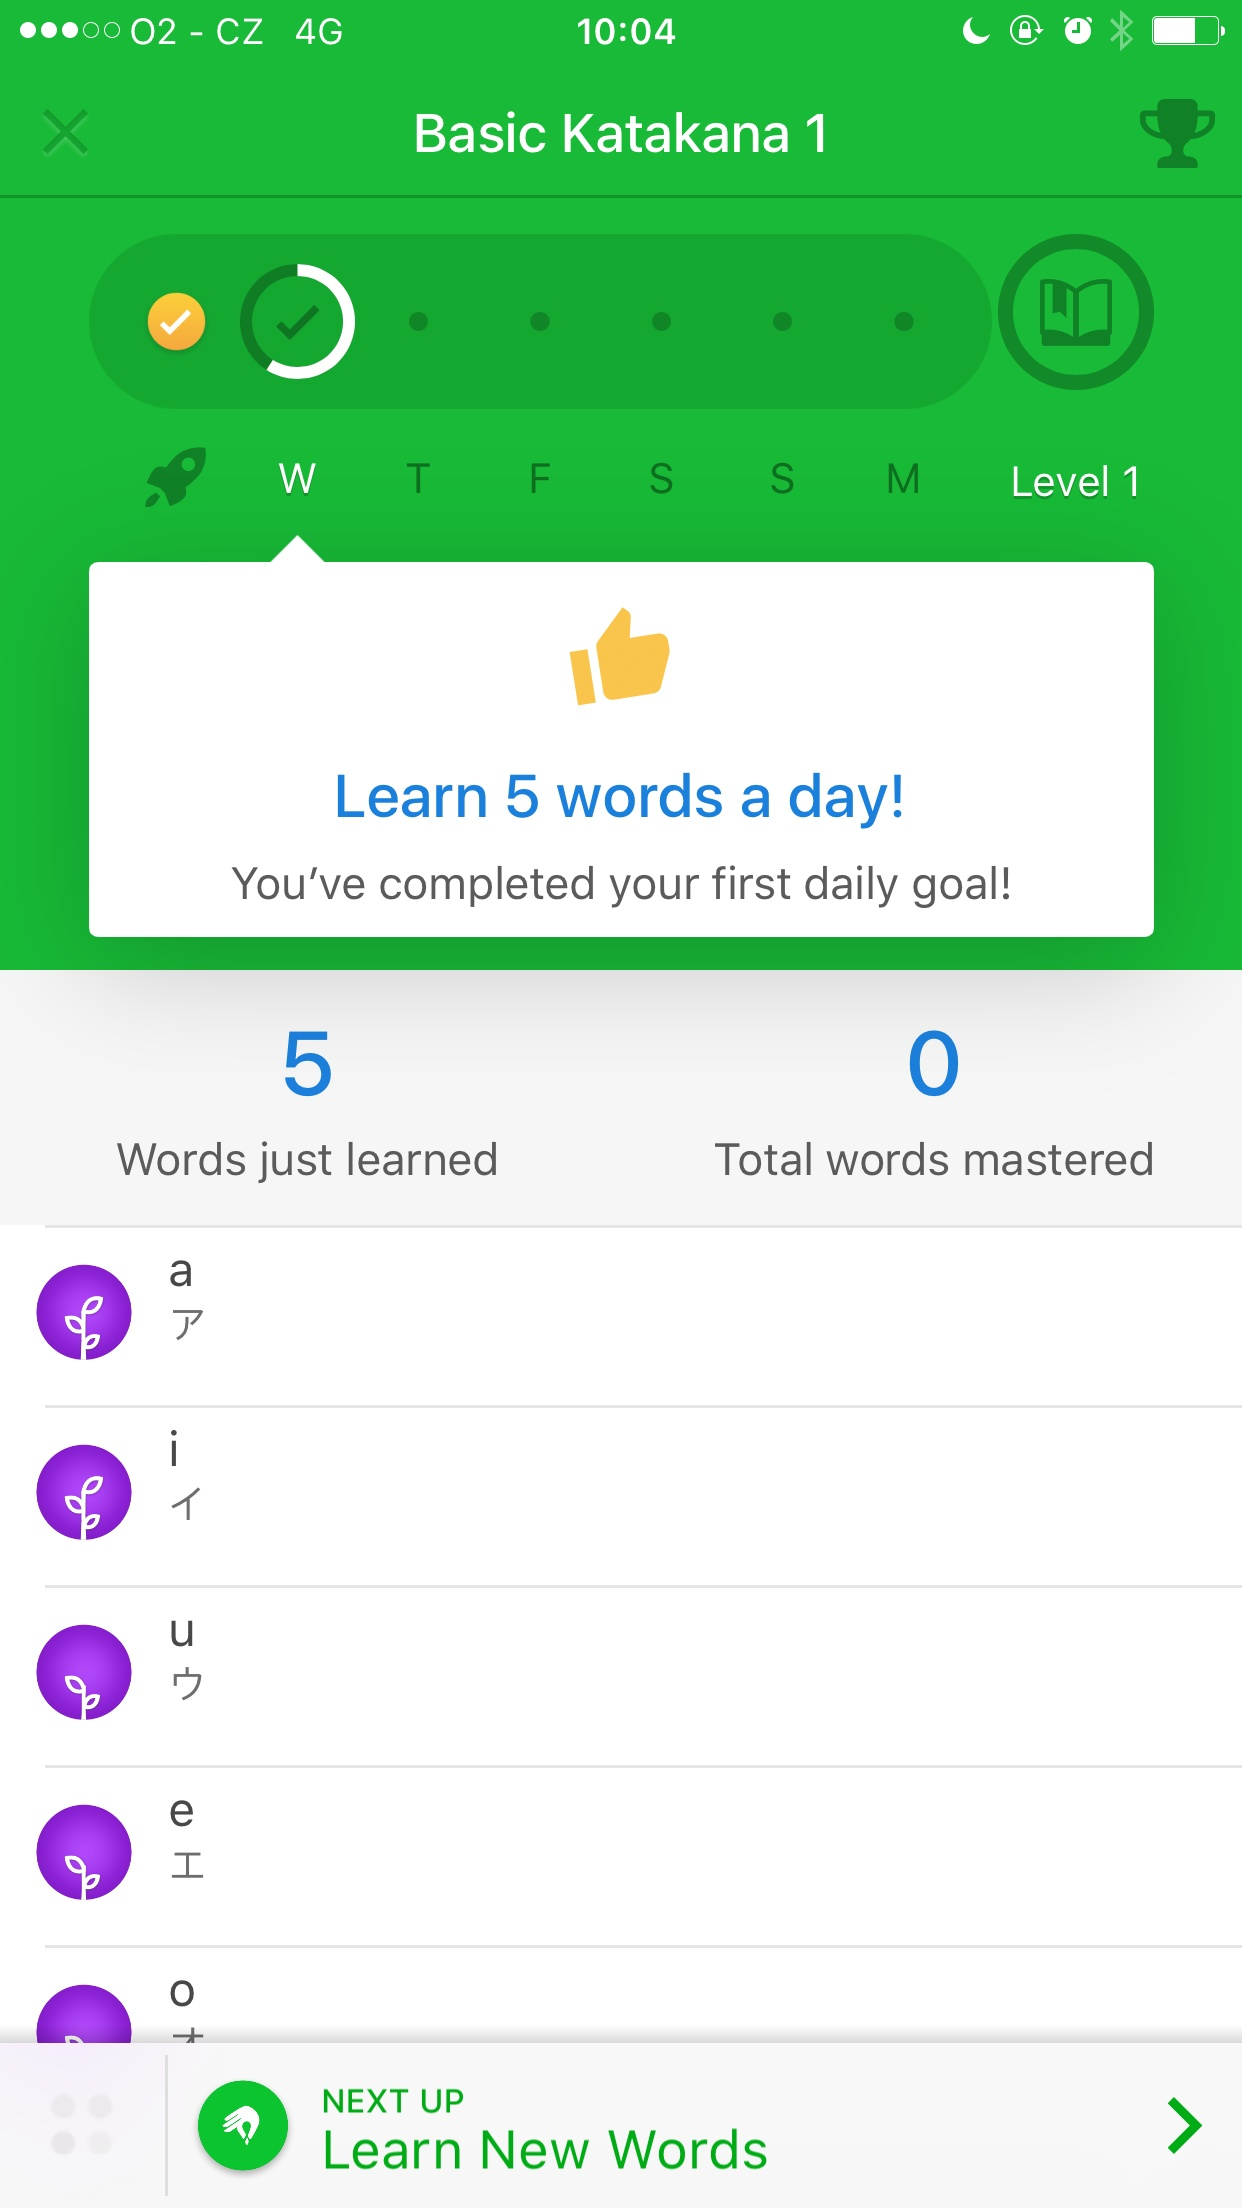 O2 - CZ 4G 10:04
Basic Katakana 1
W T F S S M Level 1
Learn 5 words a day!
You've completed your first daily goal!
5 0
Words just learned Total words mastered
a
ア
i
イ
u
ウ
e
エ
o
オ
NEXT UP
Learn New Words